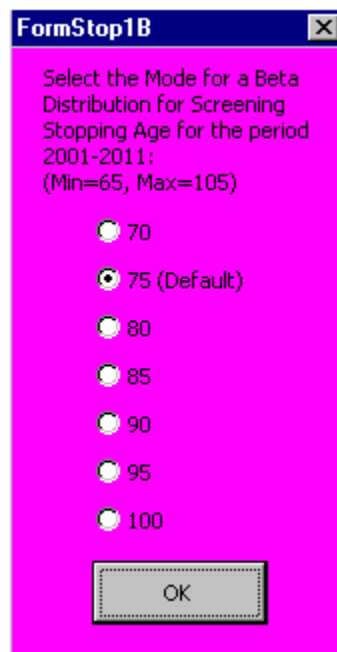 FormStop1B
Select the Mode for a Beta
Distribution for Screening
Stopping Age for the period
2001-2011:
(Min=65, Max=105)
70
75 (Default)
80
85
90
95
100
OK